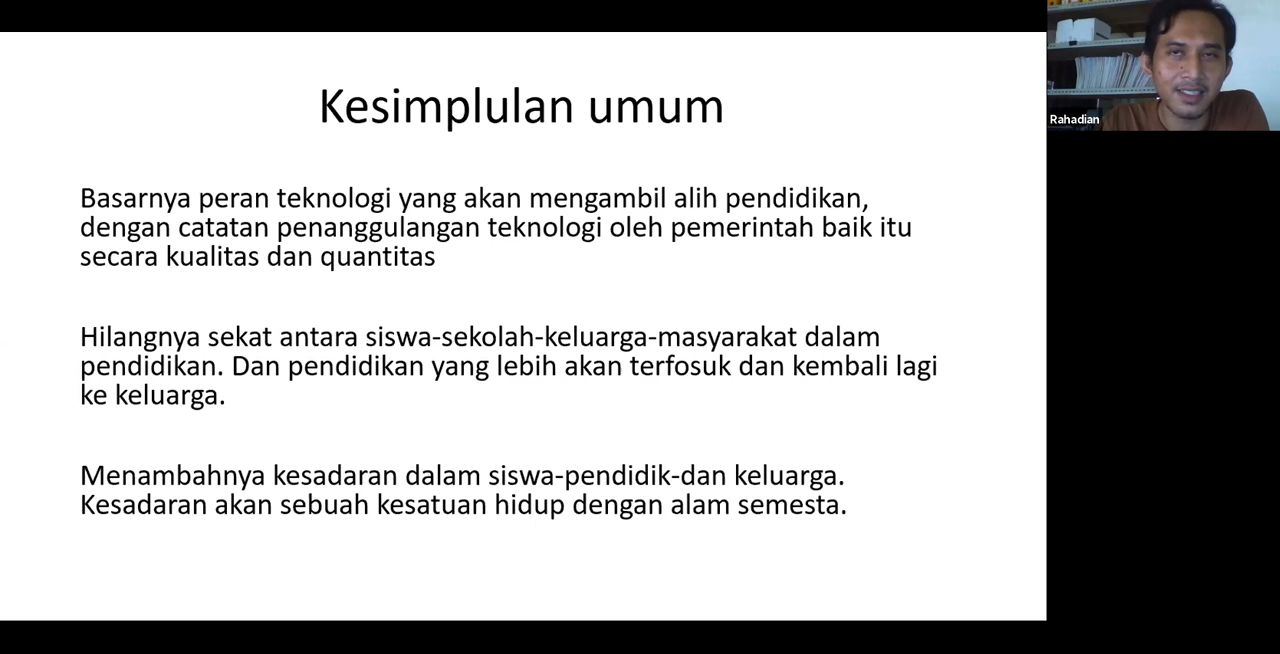 Kesimplulan umum
Basarnya peran teknologi yang akan mengambil alih pendidikan,
dengan catatan penanggulangan teknologi oleh pemerintah baik itu
secara kualitas dan quantitas
Hilangnya sekat antara siswa-sekolah-keluarga-masyarakat dalam
pendidikan. Dan pendidikan yang lebih akan terfosuk dan kembali lagi
ke keluarga.
Menambahnya kesadaran dalam siswa-pendidik-dan keluarga.
Kesadaran akan sebuah kesatuan hidup dengan alam semesta.
Rahadian